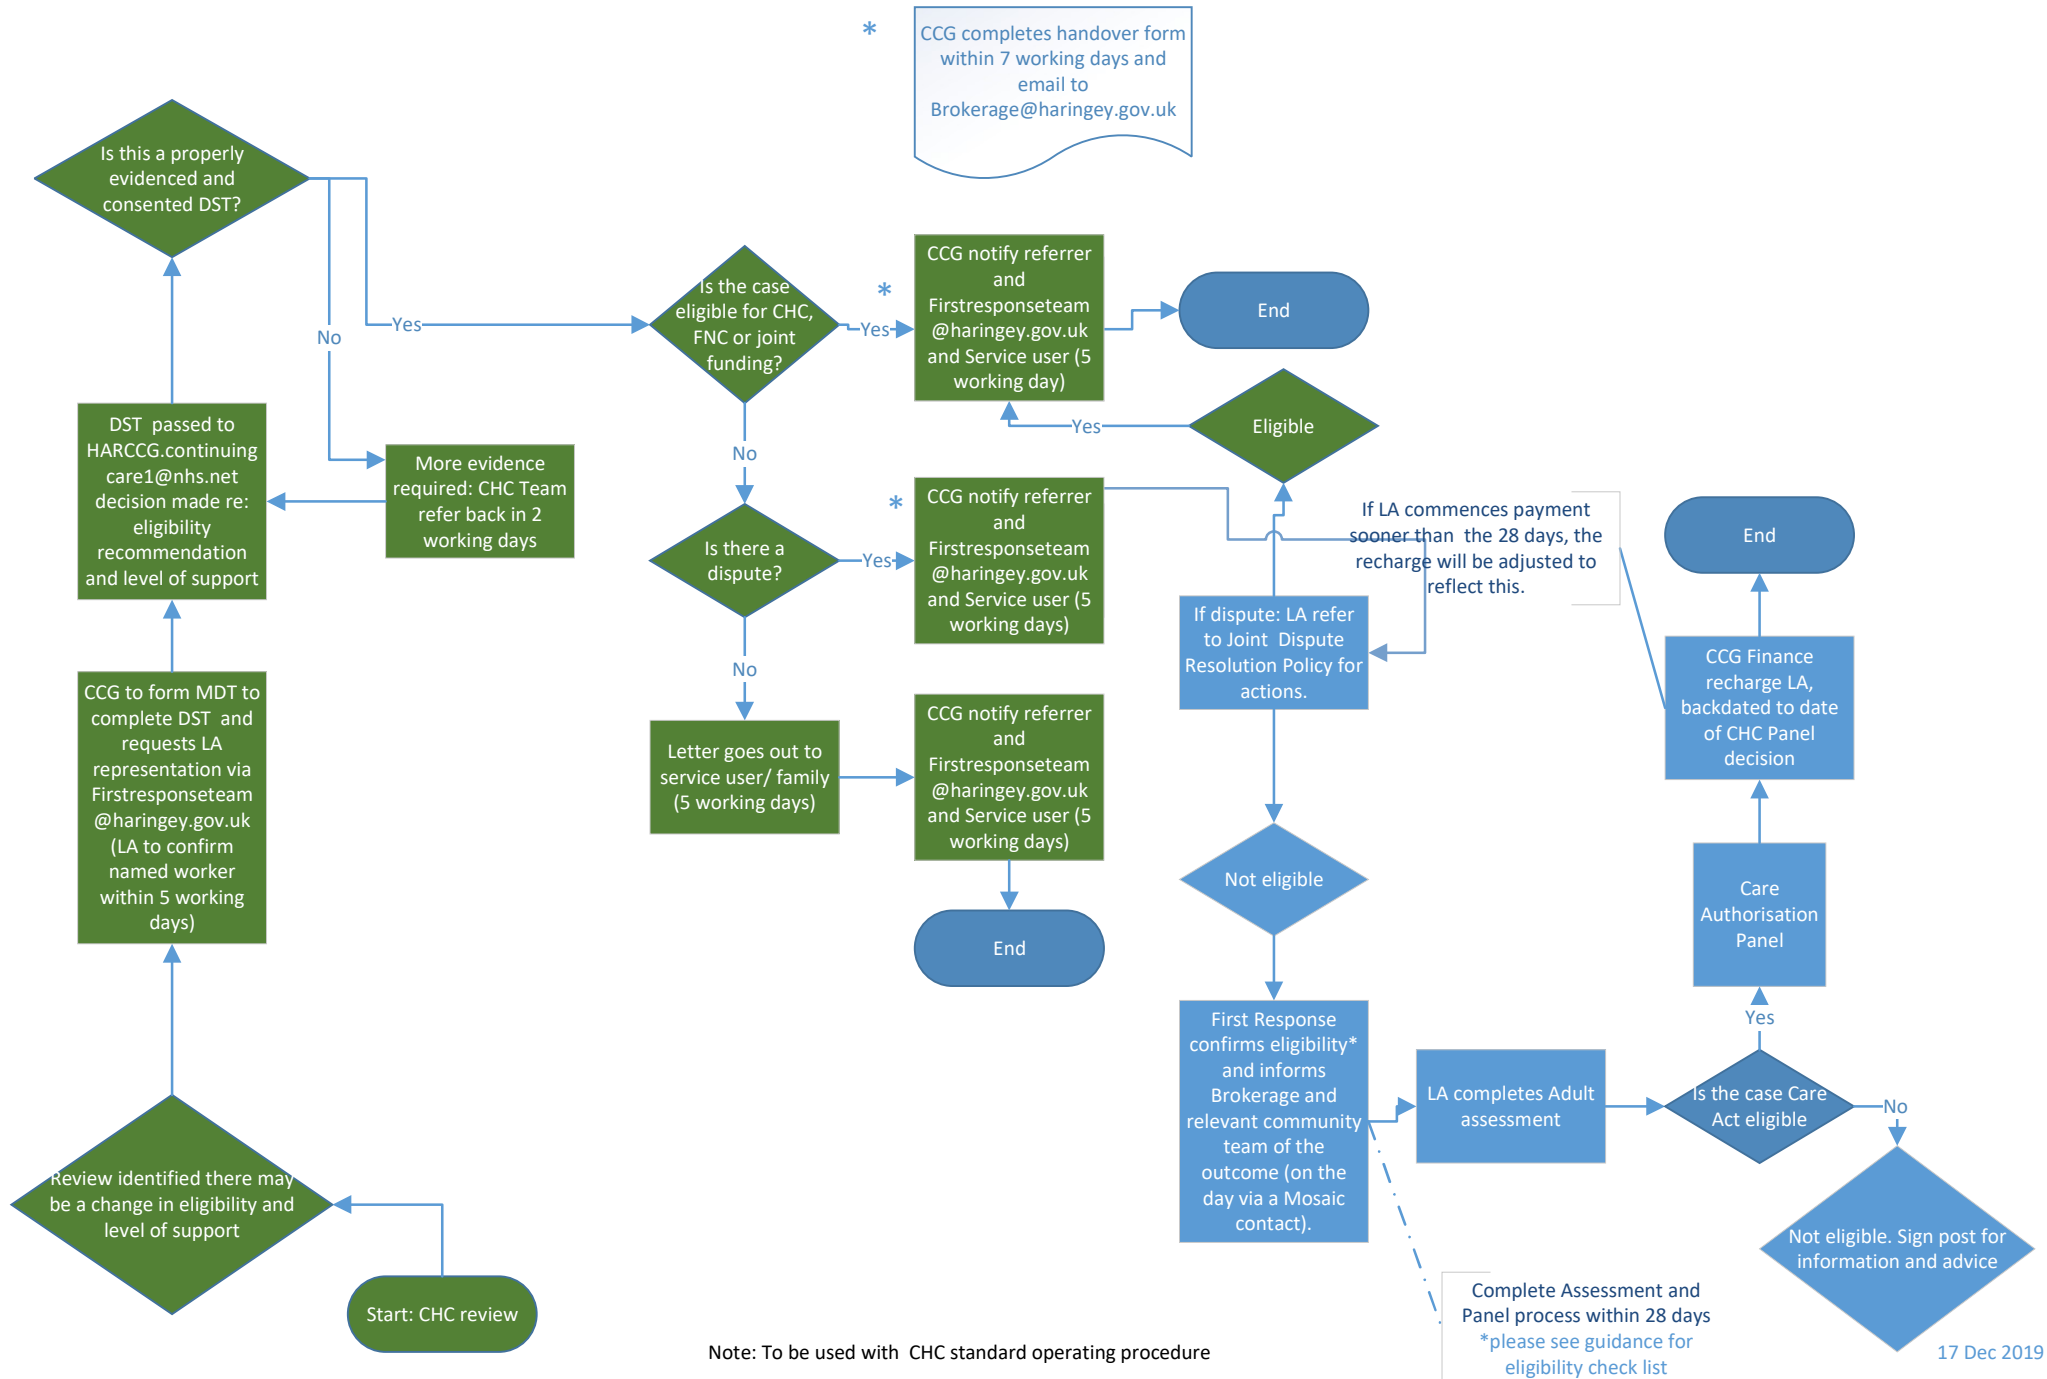 *
CCG completes handover form
within 7 working days and
email to
Brokerage@haringey.gov.uk
Is this a properly
evidenced and
consented DST?
No
Yes
Is the case
eligible for CHC,
FNC or joint
funding?
*
Yes
CCG notify referrer
and
Firstresponseteam
@haringey.gov.uk
and Service user (5
working day)
End
Yes
Eligible
No
DST  passed to
HARCCG.continuing
care1@nhs.net
decision made re:
eligibility
recommendation
and level of support
More evidence
required: CHC Team
refer back in 2
working days
Is there a
dispute?
*
Yes
CCG notify referrer
and
Firstresponseteam
@haringey.gov.uk
and Service user (5
working days)
If LA commences payment
sooner than  the 28 days, the
recharge will be adjusted to
reflect this.
End
If dispute: LA refer
to Joint  Dispute
Resolution Policy for
actions.
CCG Finance
recharge LA,
backdated to date
of CHC Panel
decision
No
CCG to form MDT to
complete DST  and
requests LA
representation via
Firstresponseteam
@haringey.gov.uk
(LA to confirm
named worker
within 5 working
days)
Letter goes out to
service user/ family
(5 working days)
CCG notify referrer
and
Firstresponseteam
@haringey.gov.uk
and Service user (5
working days)
End
Not eligible
Care
Authorisation
Panel
Yes
First Response
confirms eligibility*
and informs
Brokerage and
relevant community
team of the
outcome (on the
day via a Mosaic
contact).
LA completes Adult
assessment
Is the case Care
Act eligible
No
Not eligible. Sign post for
information and advice
Review identified there may
be a change in eligibility and
level of support
Start: CHC review
Complete Assessment and
Panel process within 28 days
*please see guidance for
eligibility check list
Note: To be used with  CHC standard operating procedure
17 Dec 2019